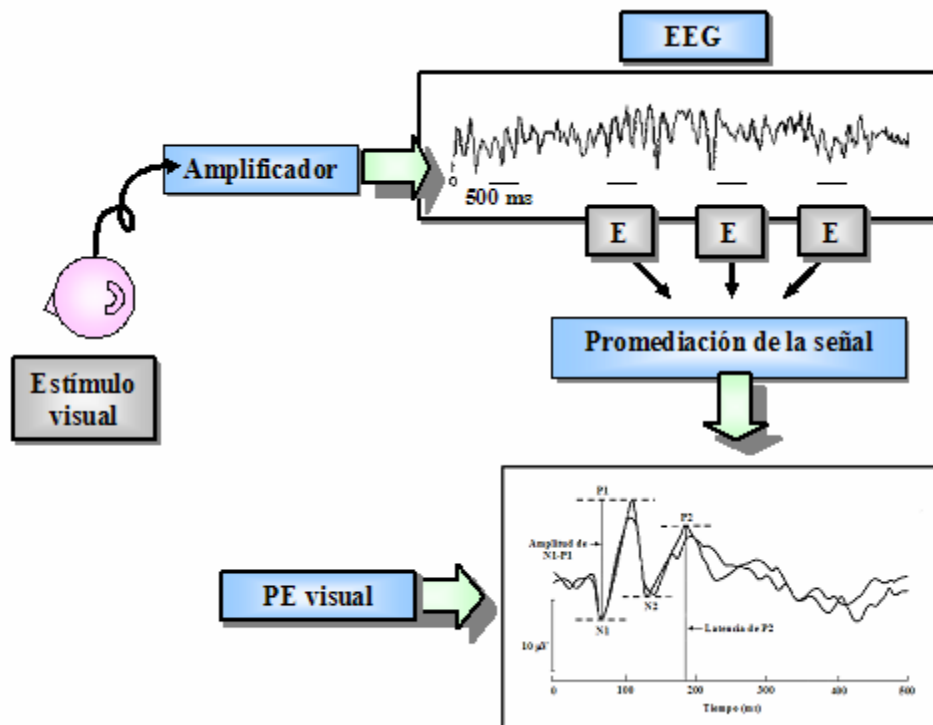 EEG
Amplificador
0
500 ms
E E E
Promediación de la señal
Estímulo
visual
P1
P2
Amplitud de
N1-P1
N2
N1
Latencia de P2
10 µV
0 100 200 300 400 500
Tiempo (ms)
PE visual